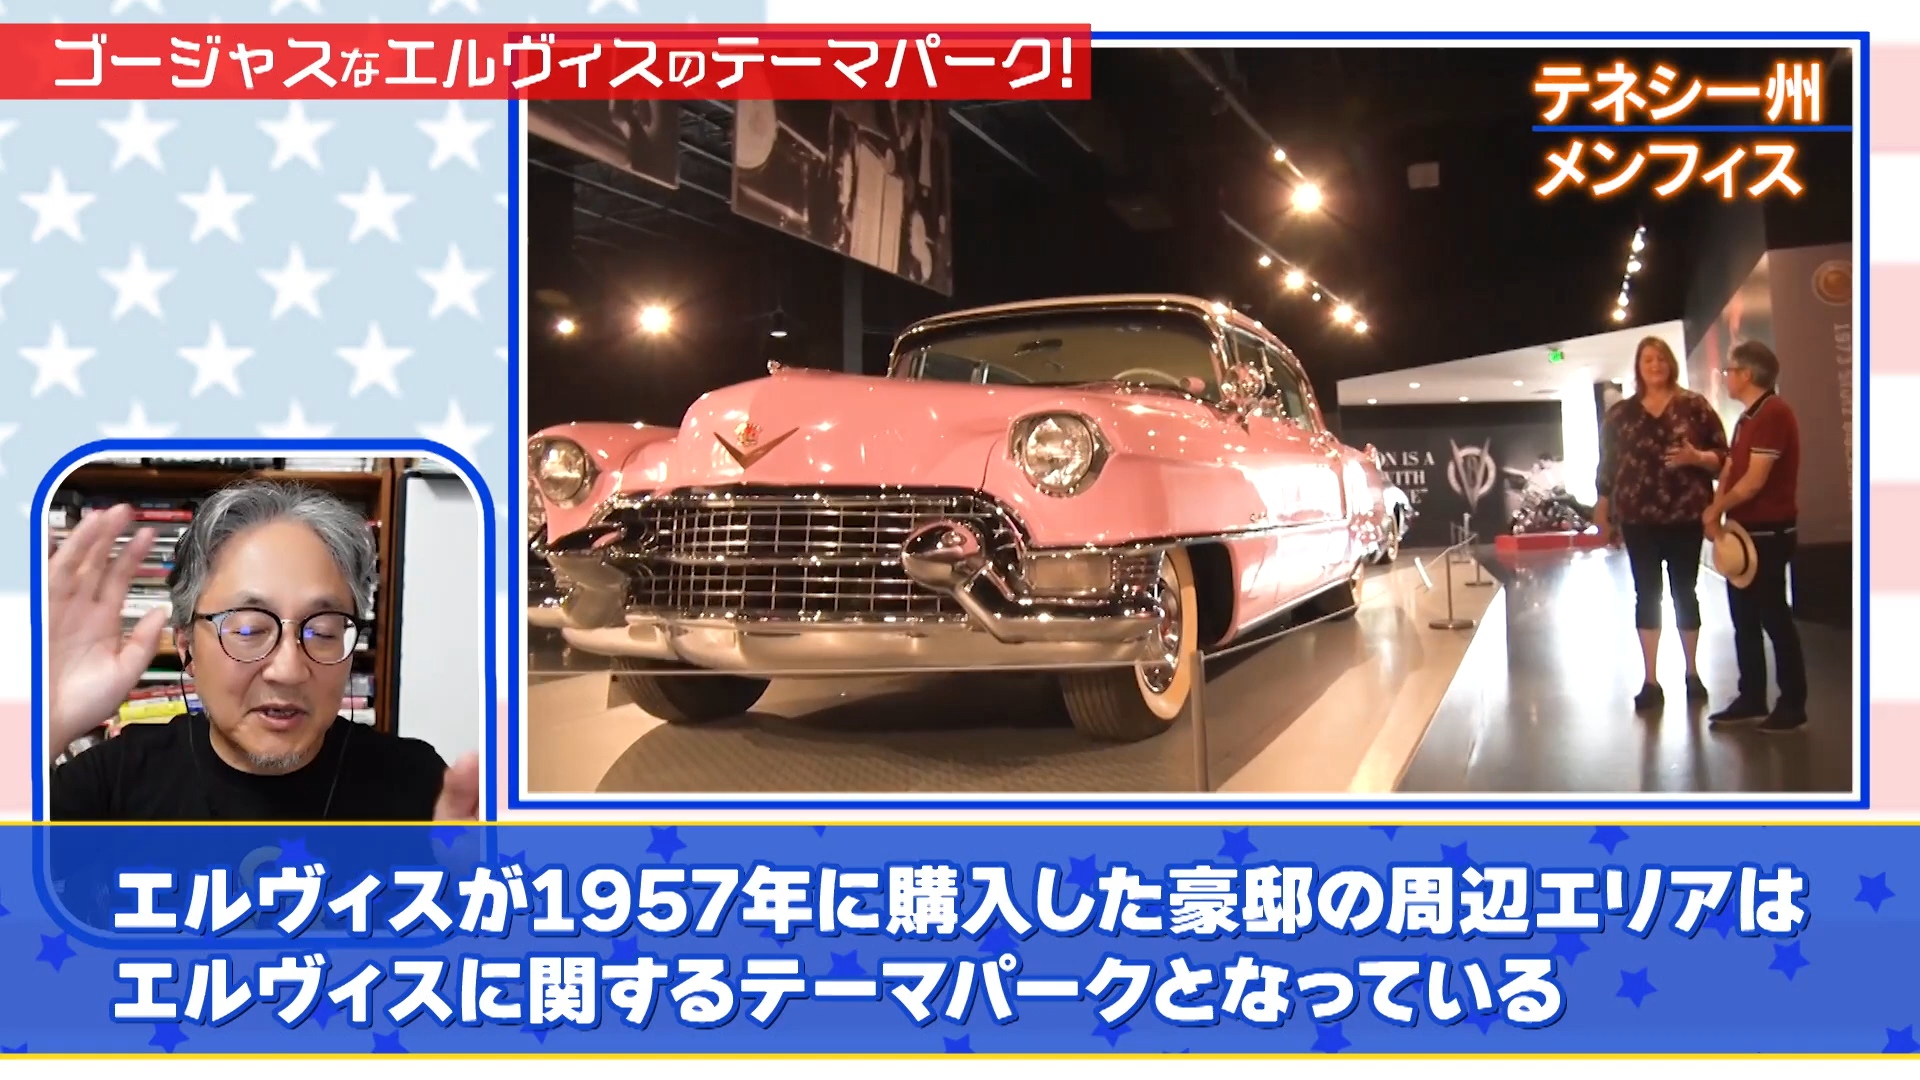 ゴージャスなエルヴィスのテーマパーク!
テネシー州
メンフィス
エルヴィスが1957年に購入した豪邸の周辺エリアは
エルヴィスに関するテーマパークとなっている